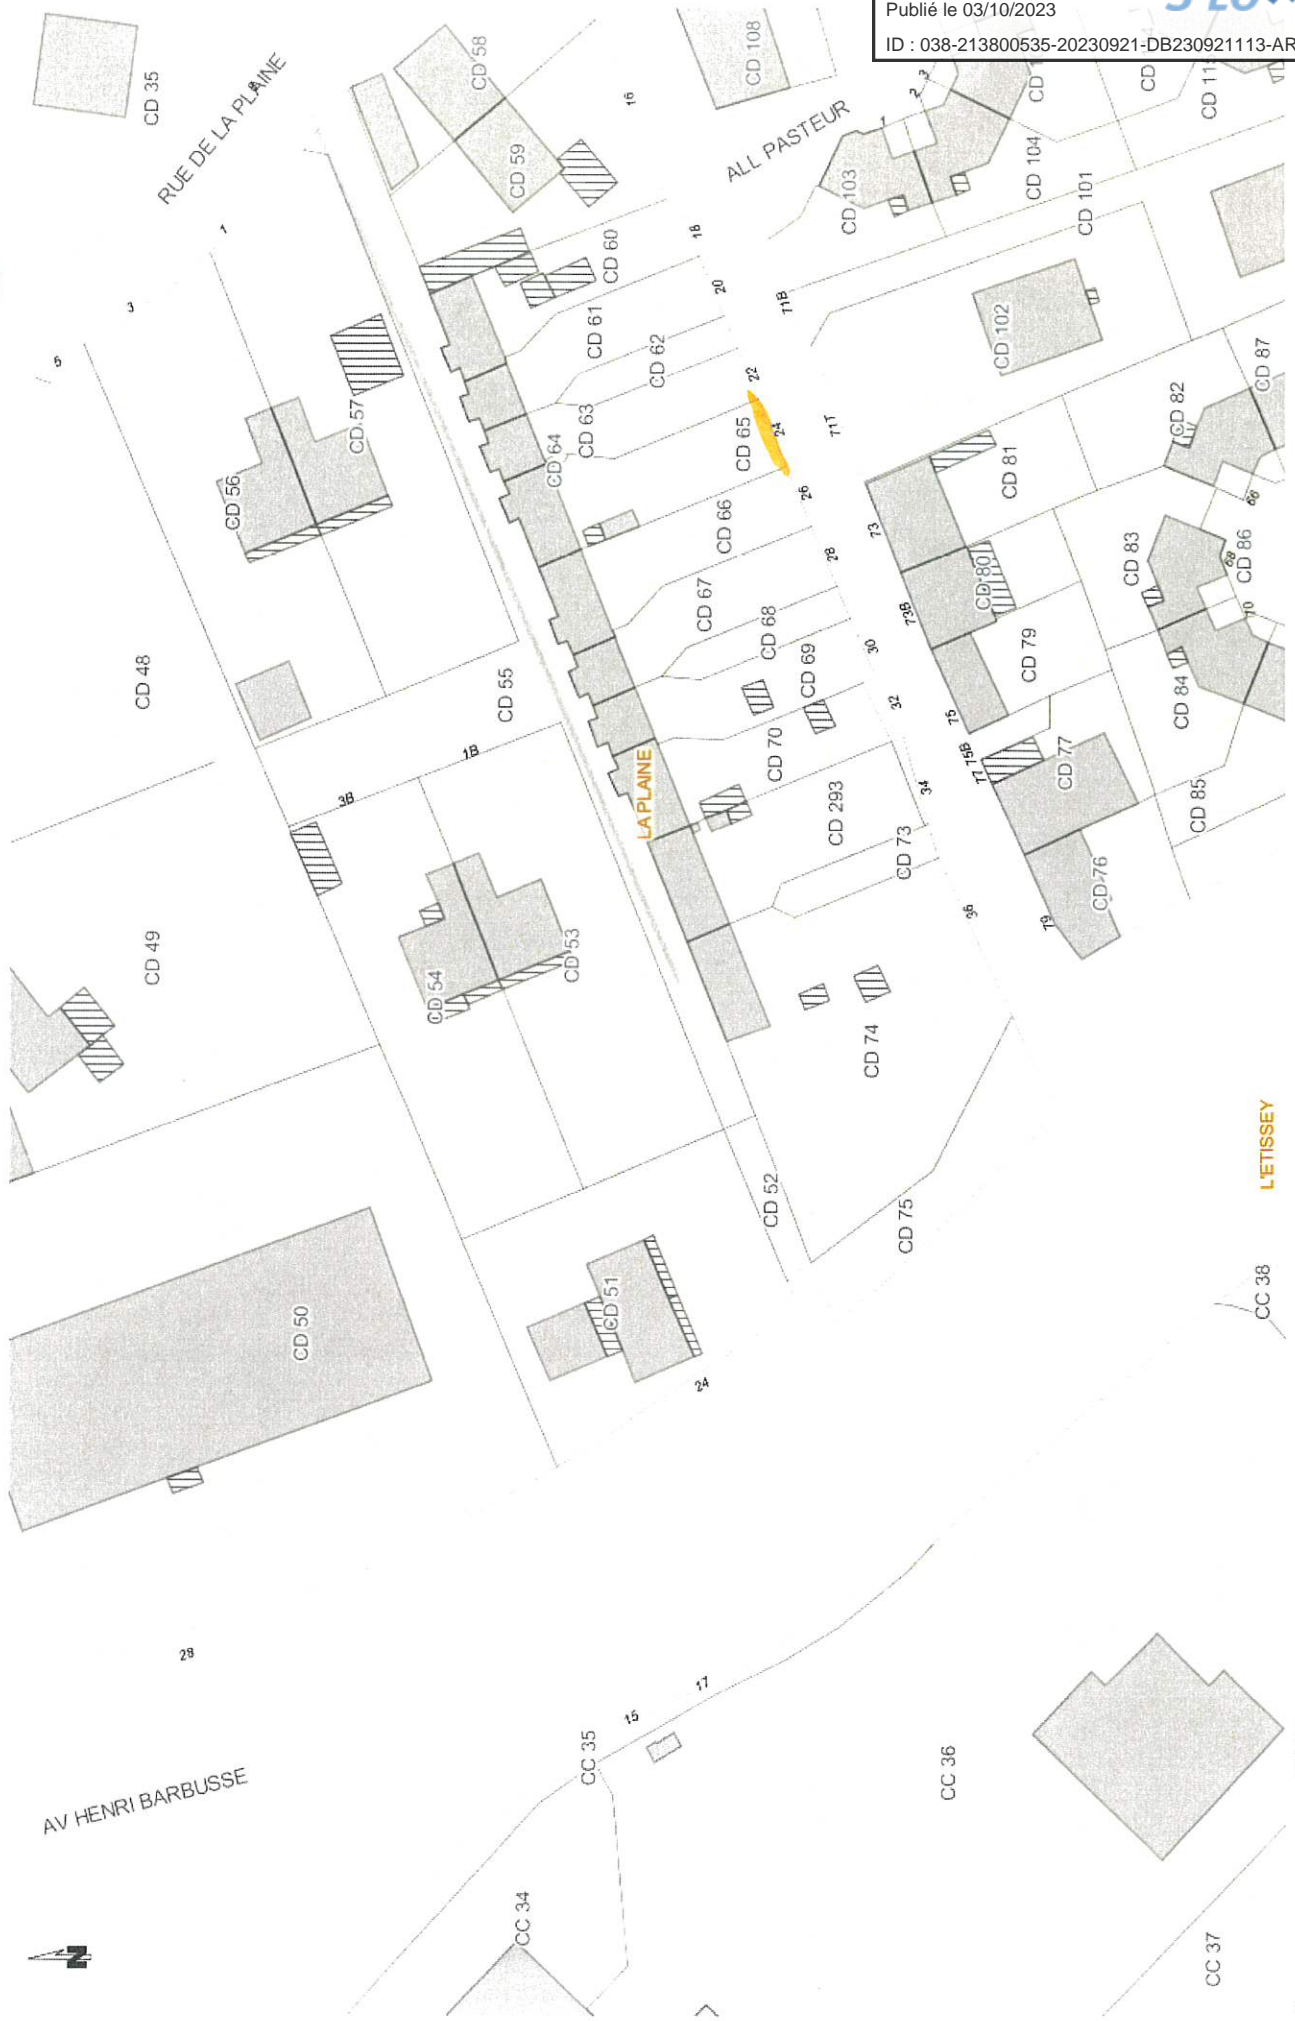 Publié le 03/10/2023
ID : 038-213800535-20230921-DB230921113-AR
CD 35
RUE DE LA PLAINE
CD 58
CD 59
16
CD 108
ALL PASTEUR
1
2
3
CD 103
CD 104
CD 101
1
3
5
CD 60
18
20
CD 61
CD 62
11B
CD 102
CD 57
CD 56
CD 63
CD 64
22
CD 65
24
71T
CD 82
CD 87
CD 81
26
CD 66
73
66
CD 48
CD 55
28
CD 67
CD 68
CD 80
73B
CD 83
68
CD 86
30
CD 69
CD 79
70
32
75
CD 84
1B
LA PLAINE
CD 70
77
75B
CD 77
3B
CD 293
34
CD 85
CD 73
CD 76
36
79
CD 49
CD 54
CD 53
CD 74
CD 52
CD 75
L'ETISSEY
CD 50
CD 51
24
CC 38
28
15
17
CC 35
AV HENRI BARBUSSE
CC 36
CC 34
CC 37
N